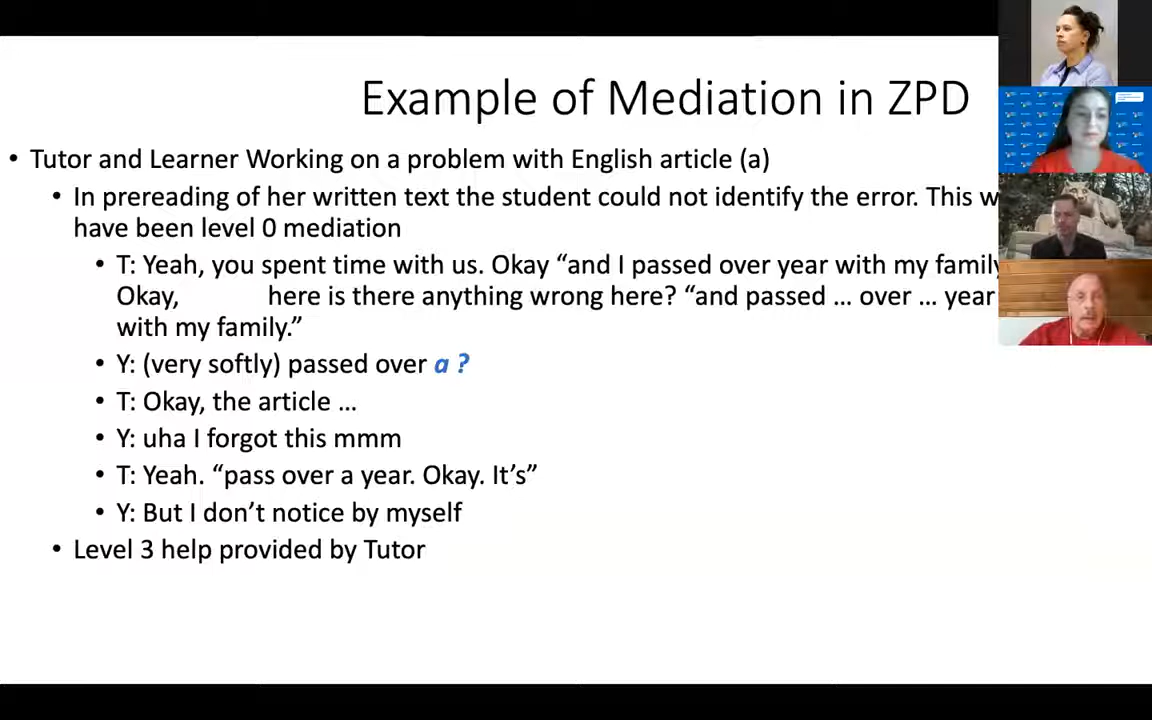 Example of Mediation in ZPD
• Tutor and Learner Working on a problem with English article (a)
• In prereading of her written text the student could not identify the error. This w
have been level 0 mediation
• T: Yeah, you spent time with us. Okay “and I passed over year with my family
Okay, here is there anything wrong here? “and passed … over … year
with my family.”
• Y: (very softly) passed over a ?
• T: Okay, the article …
• Y: uha I forgot this mmm
• T: Yeah. “pass over a year. Okay. It’s”
• Y: But I don’t notice by myself
• Level 3 help provided by Tutor